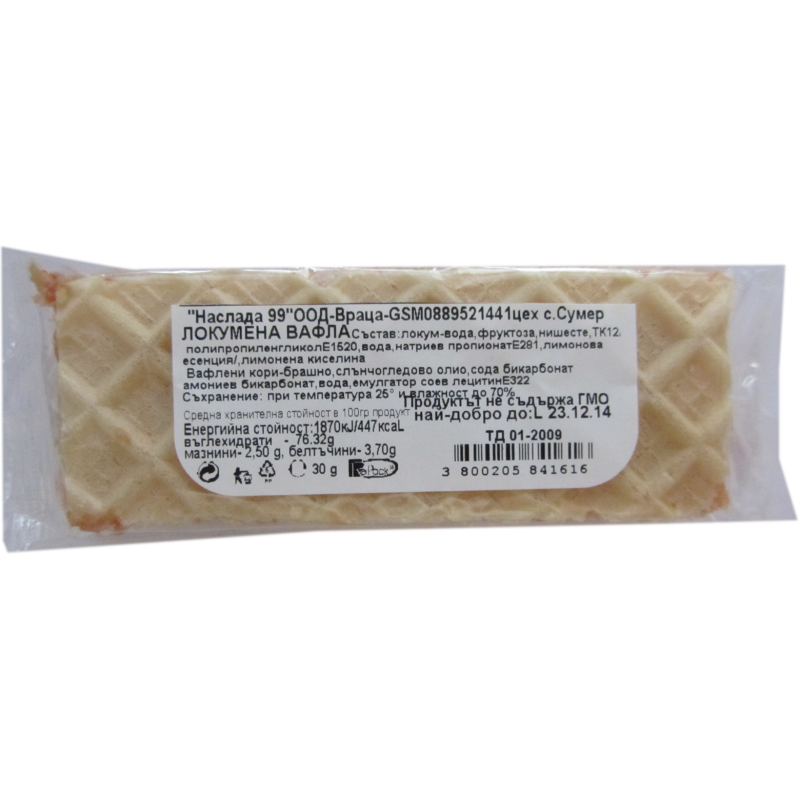 "Наслада 99"ООД-Враца-GSM0889521441цех с.Сумер
ЛОКУМЕНА ВАФЛА Състав:локум-вода,фруктоза,нишесте,ТК12.
полипропиленгликолЕ1520,вода,натриев пропионатЕ281,лимонова
есенция/,лимонена киселина
Вафлени кори-брашно,слънчогледово олио,сода бикарбонат
амониев бикарбонат,вода,емулгатор соев лецитинЕ322
Съхранение: при температура 25° и влажност до 70%
Продуктът не съдържа ГМО
Средна хранителна стойност в 100гр продукт
най-добро до:L 23.12.14
Енергийна стойност:1870кJ/447kcaL
ТД 01-2009
въглехидрати - 76.32g
мазнини- 2,50 g, белтъчини- 3,70g
30 g
3 800205 841616